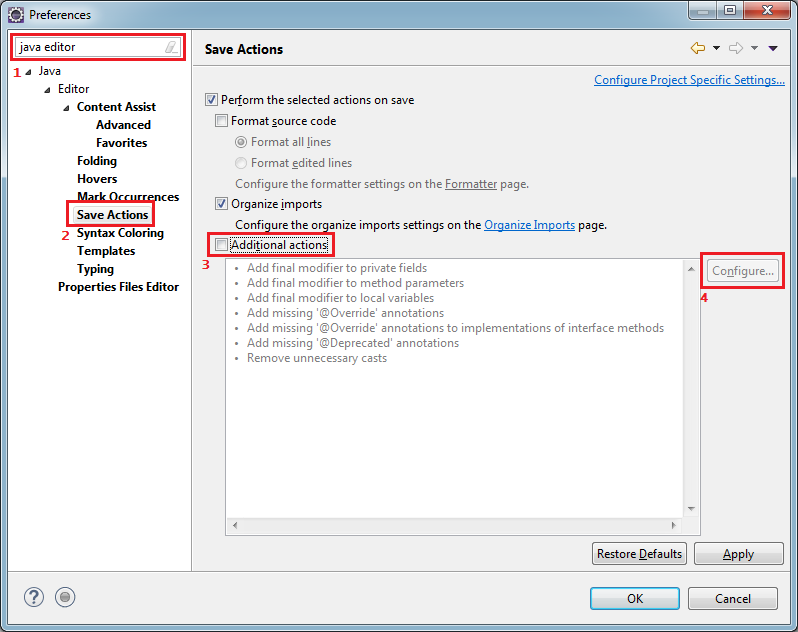 Preferences
java editor
Save Actions
1
Java
Configure Project Specific Settings...
Editor
Perform the selected actions on save
Content Assist
Format source code
Advanced
Format all lines
Favorites
Format edited lines
Folding
Configure the formatter settings on the Formatter page.
Hovers
Mark Occurrences
Organize imports
Save Actions
Configure the organize imports settings on the Organize Imports page.
2
Syntax Coloring
Additional actions
3
Templates
Add final modifier to private fields
Configure...
Typing
Add final modifier to method parameters
4
Properties Files Editor
Add final modifier to local variables
Add missing '@Override' annotations
Add missing '@Override' annotations to implementations of interface methods
Add missing '@Deprecated' annotations
Remove unnecessary casts
Restore Defaults
Apply
?
OK
Cancel